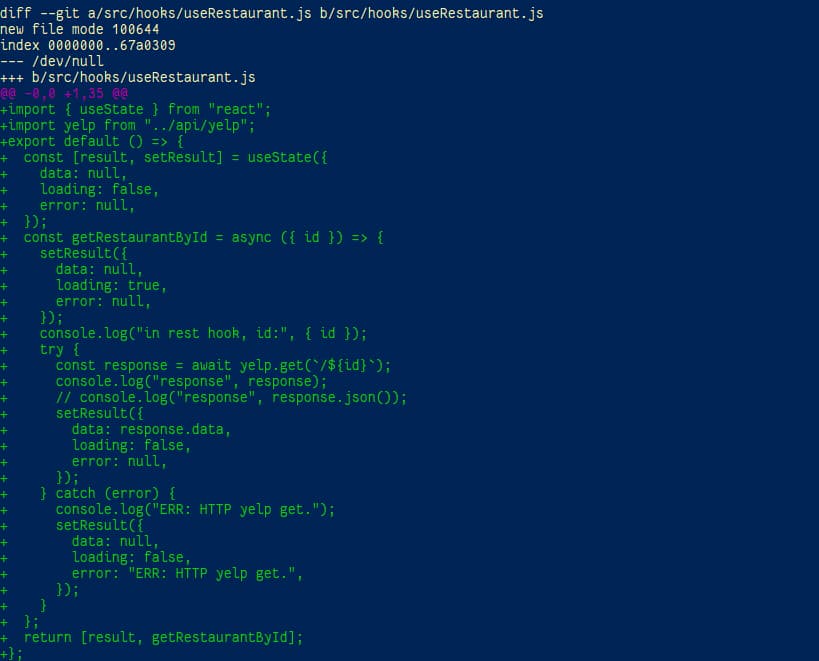 diff --git a/src/hooks/useRestaurant.js b/src/hooks/useRestaurant.js
new file mode 100644
index 0000000..67a0309
--- /dev/null
+++ b/src/hooks/useRestaurant.js
@@ -0,0 +1,35 @@
+import { useState } from "react";
+import yelp from "../api/yelp";
+export default () => {
+  const [result, setResult] = useState({
+    data: null,
+    loading: false,
+    error: null,
+  });
+  const getRestaurantById = async ({ id }) => {
+    setResult({
+      data: null,
+      loading: true,
+      error: null,
+    });
+    console.log("in rest hook, id:", { id });
+    try {
+      const response = await yelp.get(`/${id}`);
+      console.log("response", response);
+      // console.log("response", response.json());
+      setResult({
+        data: response.data,
+        loading: false,
+        error: null,
+      });
+    } catch (error) {
+      console.log("ERR: HTTP yelp get.");
+      setResult({
+        data: null,
+        loading: false,
+        error: "ERR: HTTP yelp get.",
+      });
+    }
+  };
+  return [result, getRestaurantById];
+};